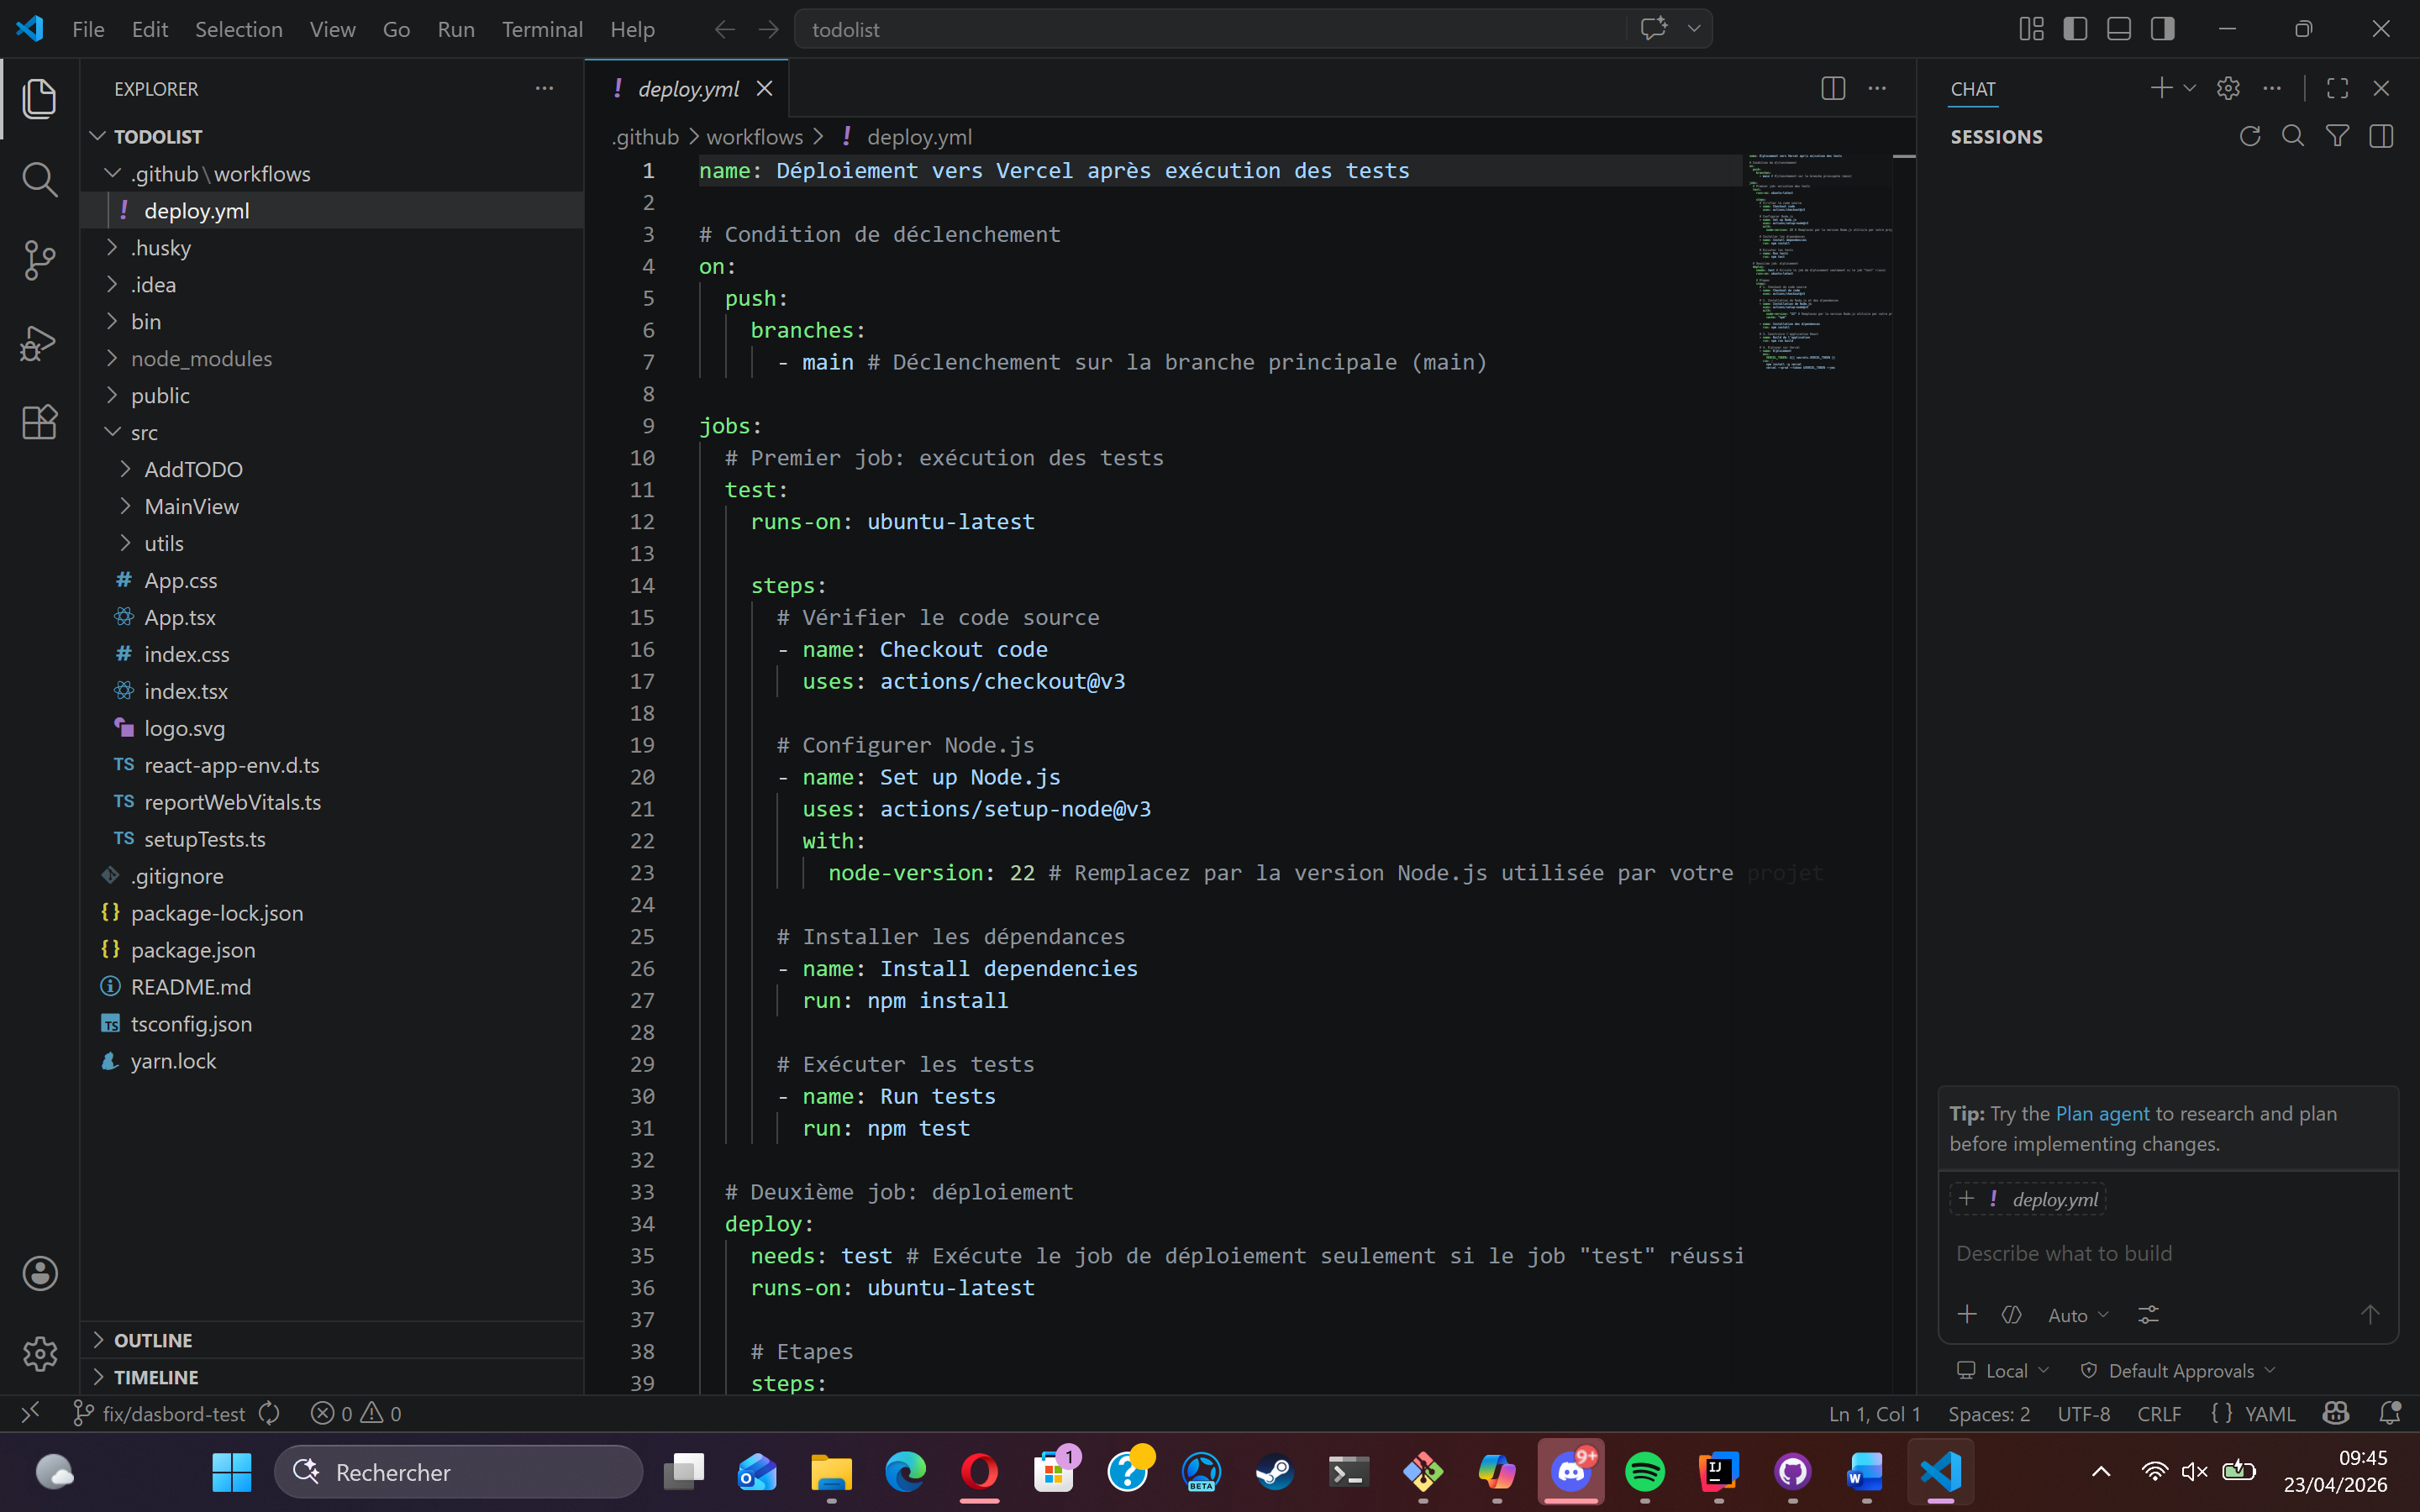 File Edit Selection View Go Run Terminal Help
todolist
EXPLORER
TODOLIST
.github\workflows
! deploy.yml
.husky
.idea
bin
node_modules
public
src
AddTODO
MainView
utils
# App.css
App.tsx
# index.css
index.tsx
logo.svg
TS react-app-env.d.ts
TS reportWebVitals.ts
TS setupTests.ts
.gitignore
{} package-lock.json
{} package.json
README.md
TS tsconfig.json
yarn.lock
OUTLINE
TIMELINE
! deploy.yml
.github > workflows > ! deploy.yml
1 name: Déploiement vers Vercel après exécution des tests
2
3 # Condition de déclenchement
4 on:
5 push:
6 branches:
7 - main # Déclenchement sur la branche principale (main)
8
9 jobs:
10 # Premier job: exécution des tests
11 test:
12 runs-on: ubuntu-latest
13
14 steps:
15 # Vérifier le code source
16 - name: Checkout code
17 uses: actions/checkout@v3
18
19 # Configurer Node.js
20 - name: Set up Node.js
21 uses: actions/setup-node@v3
22 with:
23 node-version: 22 # Remplacez par la version Node.js utilisée par votre projet
24
25 # Installer les dépendances
26 - name: Install dependencies
27 run: npm install
28
29 # Exécuter les tests
30 - name: Run tests
31 run: npm test
32
33 # Deuxième job: déploiement
34 deploy:
35 needs: test # Exécute le job de déploiement seulement si le job "test" réussi
36 runs-on: ubuntu-latest
37
38 # Etapes
39 steps:
CHAT
SESSIONS
Tip: Try the Plan agent to research and plan
before implementing changes.
! deploy.yml
Describe what to build
Auto
Local Default Approvals
fix/dasbord-test 0 0
Ln 1, Col 1 Spaces: 2 UTF-8 CRLF {} YAML
Rechercher
1
BETA
9+
IJ
W
09:45
23/04/2026